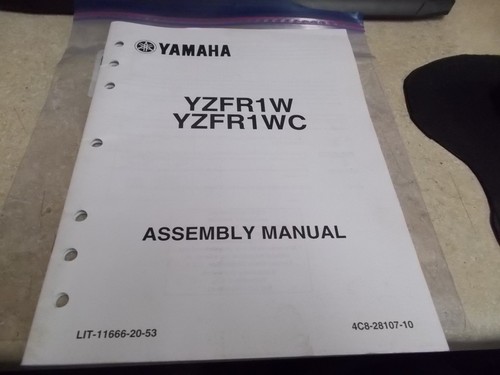 YAMAHA
YZFR1W
YZFR1WC
ASSEMBLY MANUAL
LIT-11666-20-53
4C8-28107-10